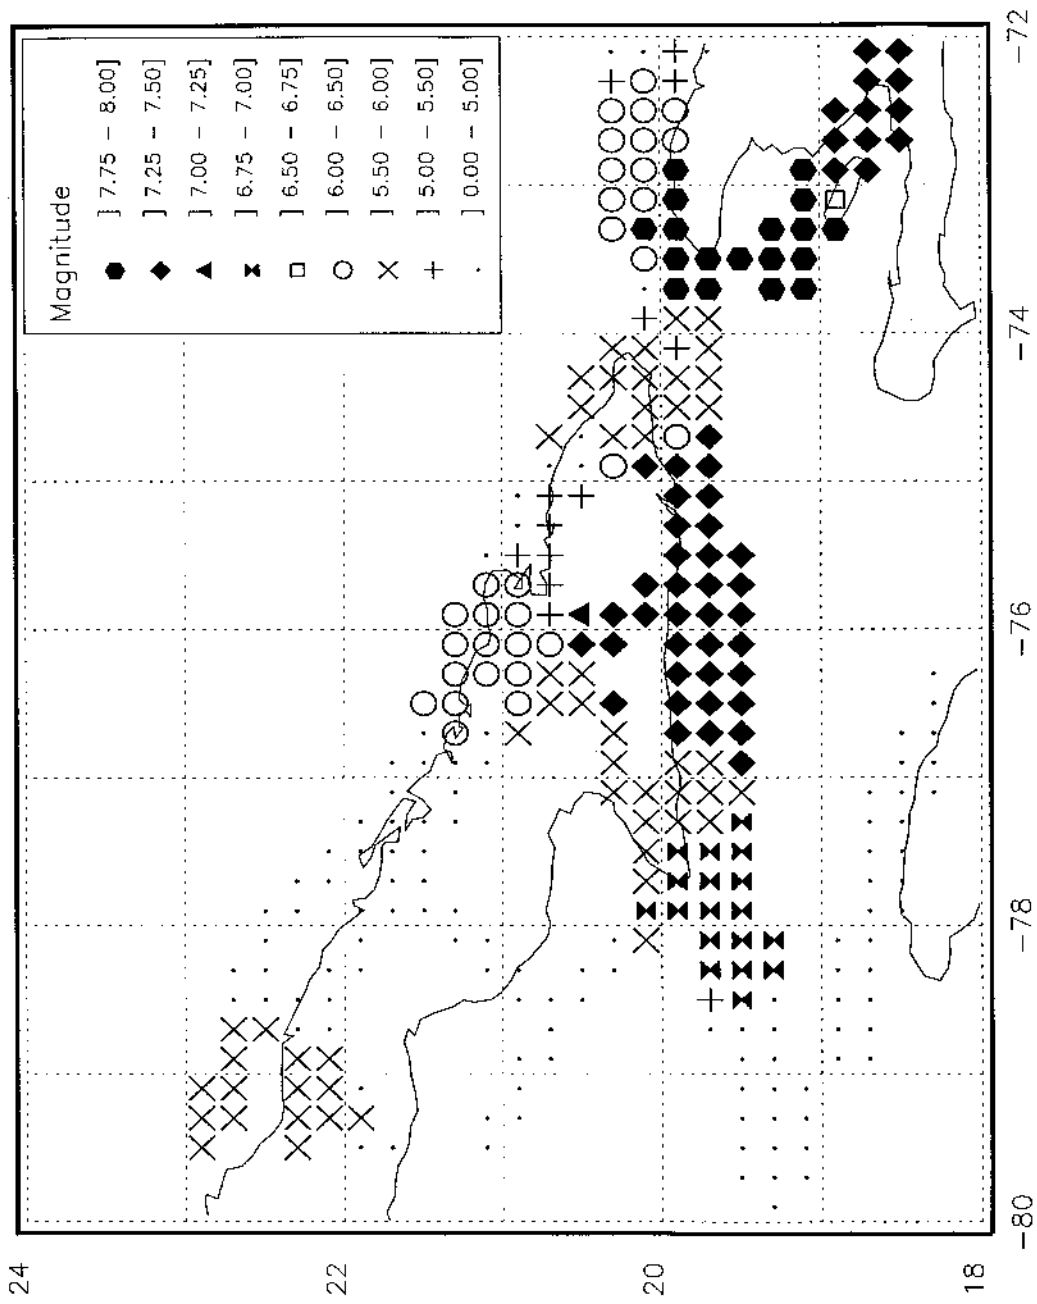 Magnitude
] 7.75 – 8.00]
] 7.25 – 7.50]
] 7.00 – 7.25]
] 6.75 – 7.00]
] 6.50 – 6.75]
] 6.00 – 6.50]
] 5.50 – 6.00]
] 5.00 – 5.50]
] 0.00 – 5.00]
24
22
20
18
-80
-78
-76
-74
-72